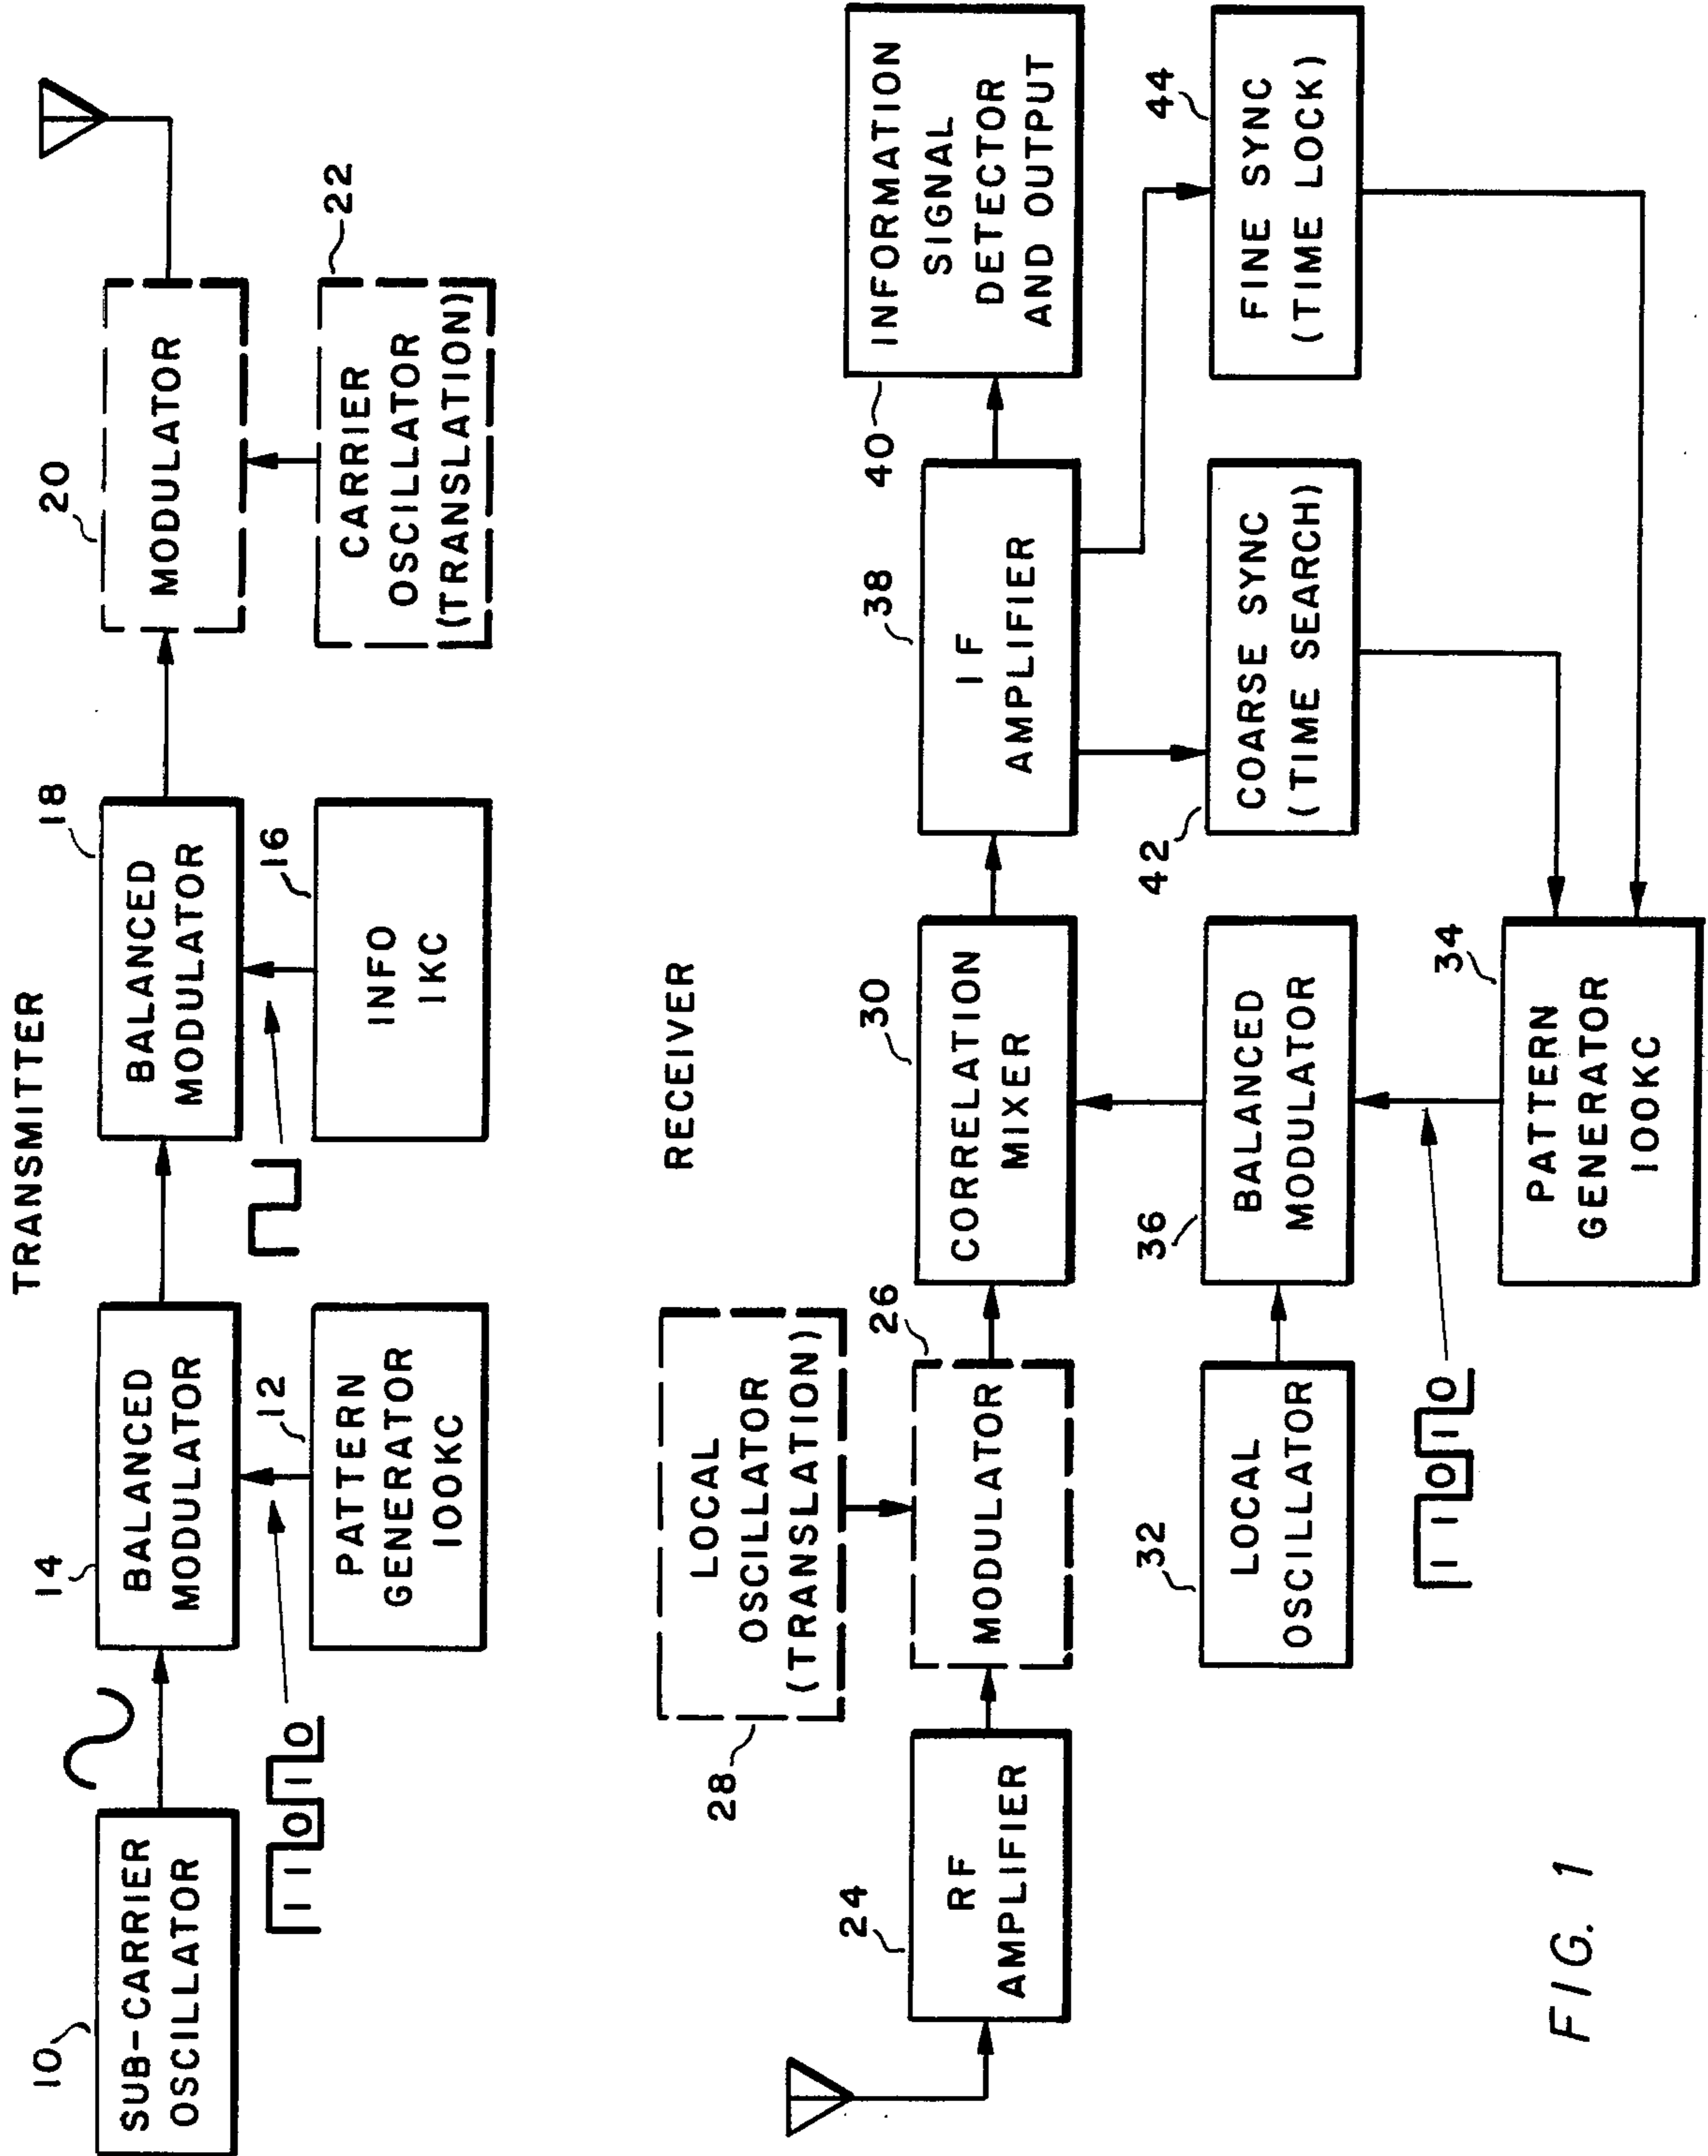 TRANSMITTER
10
SUB-CARRIER
OSCILLATOR
14
BALANCED
MODULATOR
18
BALANCED
MODULATOR
20
MODULATOR
1 1 0 1 0
12
PATTERN
GENERATOR
100KC
16
INFO
1KC
22
CARRIER
OSCILLATOR
(TRANSLATION)
RECEIVER
28
LOCAL
OSCILLATOR
(TRANSLATION)
24
RF
AMPLIFIER
26
MODULATOR
30
CORRELATION
MIXER
38
IF
AMPLIFIER
40
INFORMATION
SIGNAL
DETECTOR
AND OUTPUT
32
LOCAL
OSCILLATOR
36
BALANCED
MODULATOR
42
COARSE SYNC
(TIME SEARCH)
44
FINE SYNC
(TIME LOCK)
1 1 0 1 0
34
PATTERN
GENERATOR
100KC
FIG. 1